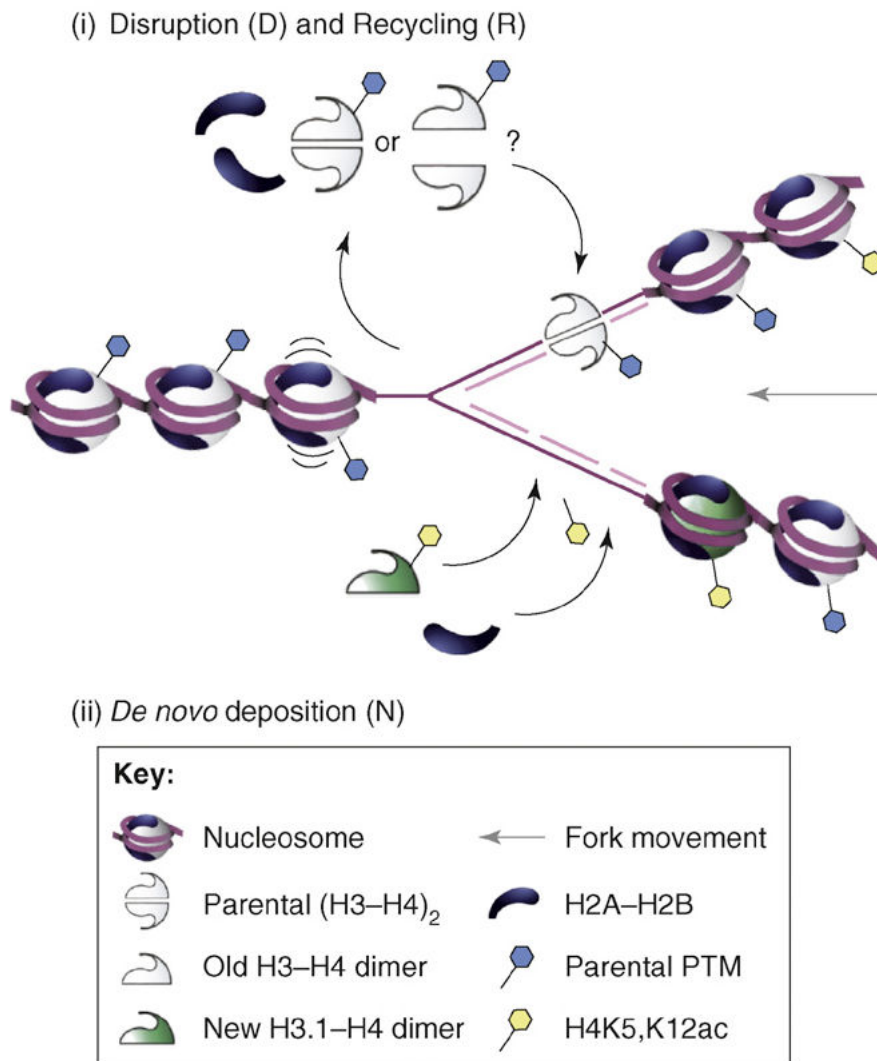 (i) Disruption (D) and Recycling (R)
or
?
(ii) De novo deposition (N)
Key:
Nucleosome
Fork movement
Parental (H3–H4)2
H2A–H2B
Old H3–H4 dimer
Parental PTM
New H3.1–H4 dimer
H4K5,K12ac